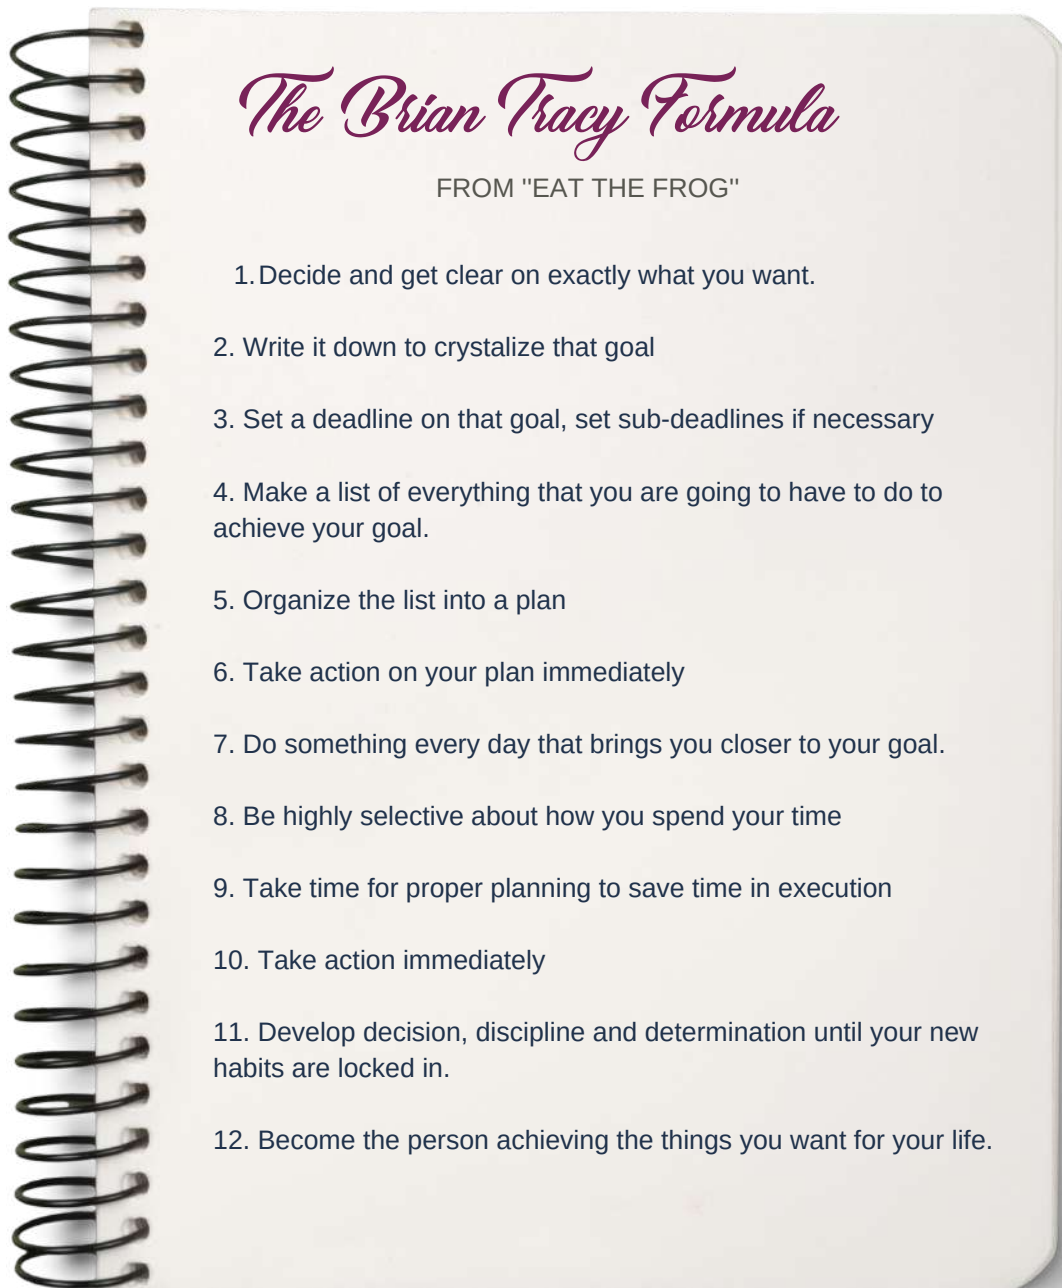 The Brian Tracy Formula
FROM "EAT THE FROG"
1. Decide and get clear on exactly what you want.
2. Write it down to crystalize that goal
3. Set a deadline on that goal, set sub-deadlines if necessary
4. Make a list of everything that you are going to have to do to
achieve your goal.
5. Organize the list into a plan
6. Take action on your plan immediately
7. Do something every day that brings you closer to your goal.
8. Be highly selective about how you spend your time
9. Take time for proper planning to save time in execution
10. Take action immediately
11. Develop decision, discipline and determination until your new
habits are locked in.
12. Become the person achieving the things you want for your life.